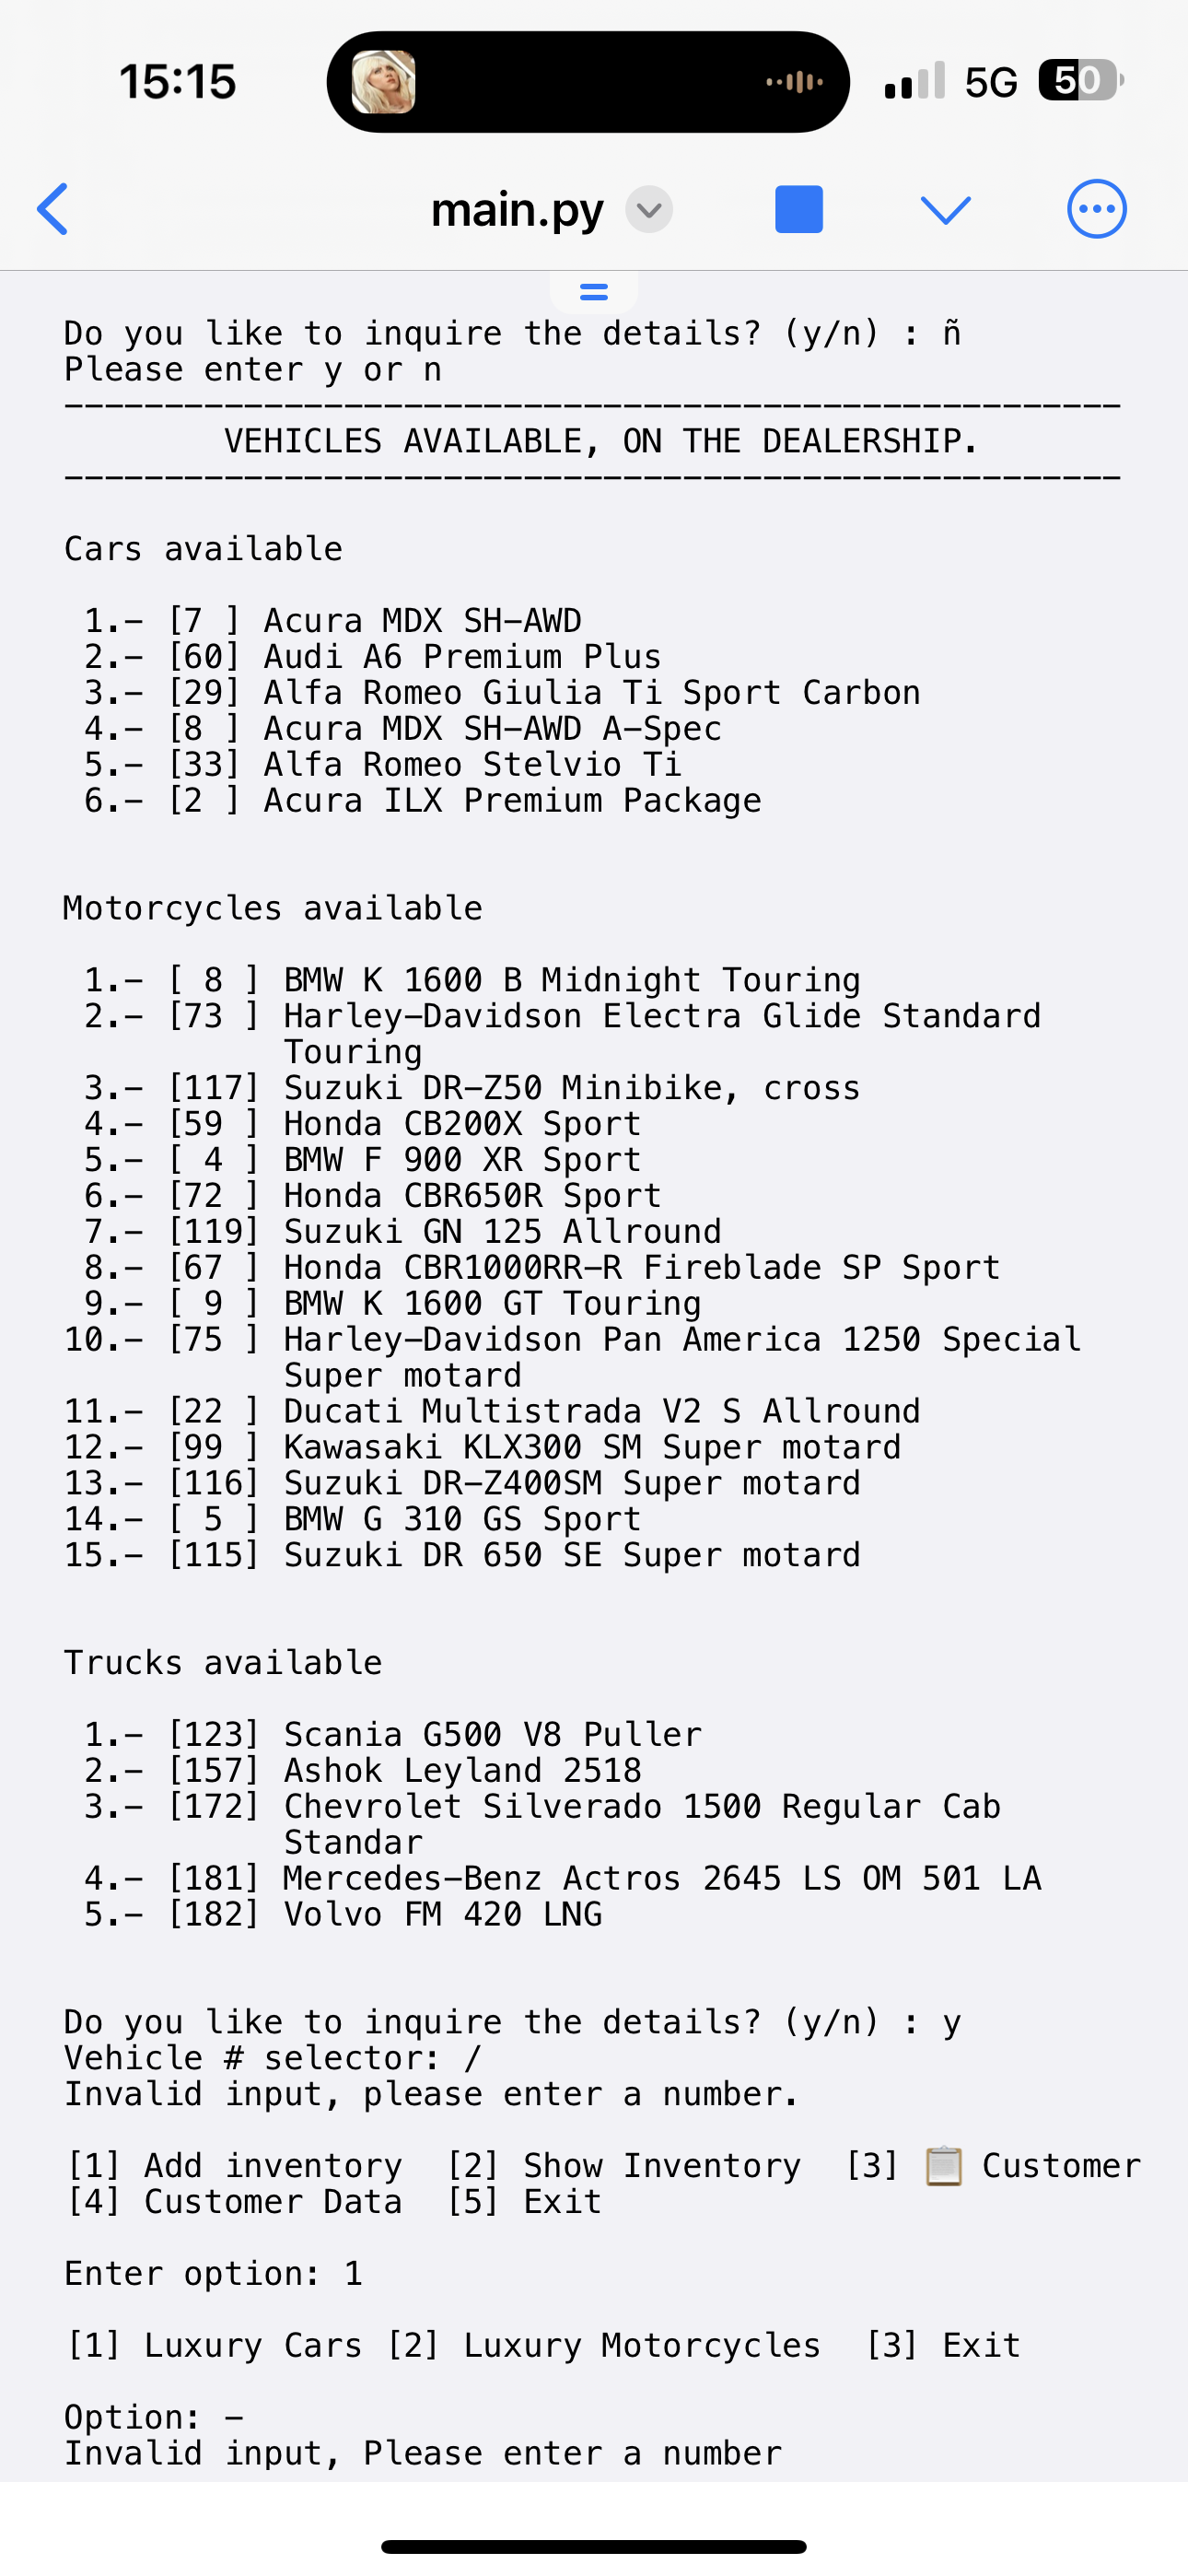 15:15
5G
50
main.py
Do you like to inquire the details? (y/n) : ñ
Please enter y or n
-----------------------------------------------------
VEHICLES AVAILABLE, ON THE DEALERSHIP.
-----------------------------------------------------
Cars available
1.- [7 ] Acura MDX SH-AWD
2.- [60] Audi A6 Premium Plus
3.- [29] Alfa Romeo Giulia Ti Sport Carbon
4.- [8 ] Acura MDX SH-AWD A-Spec
5.- [33] Alfa Romeo Stelvio Ti
6.- [2 ] Acura ILX Premium Package
Motorcycles available
1.- [ 8 ] BMW K 1600 B Midnight Touring
2.- [73 ] Harley-Davidson Electra Glide Standard
Touring
3.- [117] Suzuki DR-Z50 Minibike, cross
4.- [59 ] Honda CB200X Sport
5.- [ 4 ] BMW F 900 XR Sport
6.- [72 ] Honda CBR650R Sport
7.- [119] Suzuki GN 125 Allround
8.- [67 ] Honda CBR1000RR-R Fireblade SP Sport
9.- [ 9 ] BMW K 1600 GT Touring
10.- [75 ] Harley-Davidson Pan America 1250 Special
Super motard
11.- [22 ] Ducati Multistrada V2 S Allround
12.- [99 ] Kawasaki KLX300 SM Super motard
13.- [116] Suzuki DR-Z400SM Super motard
14.- [ 5 ] BMW G 310 GS Sport
15.- [115] Suzuki DR 650 SE Super motard
Trucks available
1.- [123] Scania G500 V8 Puller
2.- [157] Ashok Leyland 2518
3.- [172] Chevrolet Silverado 1500 Regular Cab
Standar
4.- [181] Mercedes-Benz Actros 2645 LS OM 501 LA
5.- [182] Volvo FM 420 LNG
Do you like to inquire the details? (y/n) : y
Vehicle # selector: /
Invalid input, please enter a number.
[1] Add inventory [2] Show Inventory [3] 📋 Customer
[4] Customer Data [5] Exit
Enter option: 1
[1] Luxury Cars [2] Luxury Motorcycles [3] Exit
Option: -
Invalid input, Please enter a number